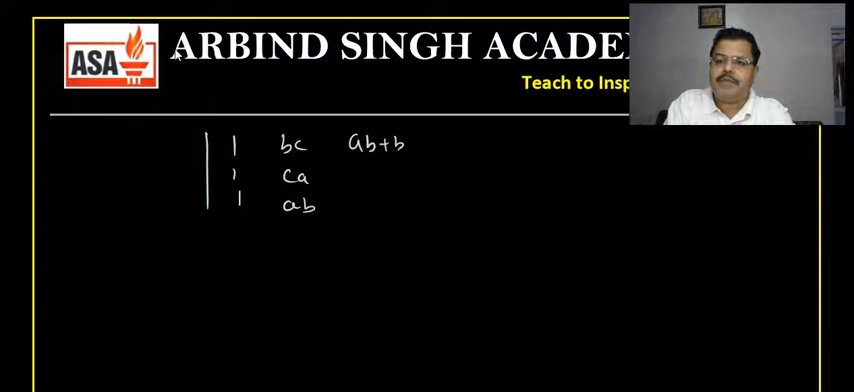 ASA
ARBIND SINGH ACADE
Teach to Insp
| 1 bc ab+b
1 ca
1 ab